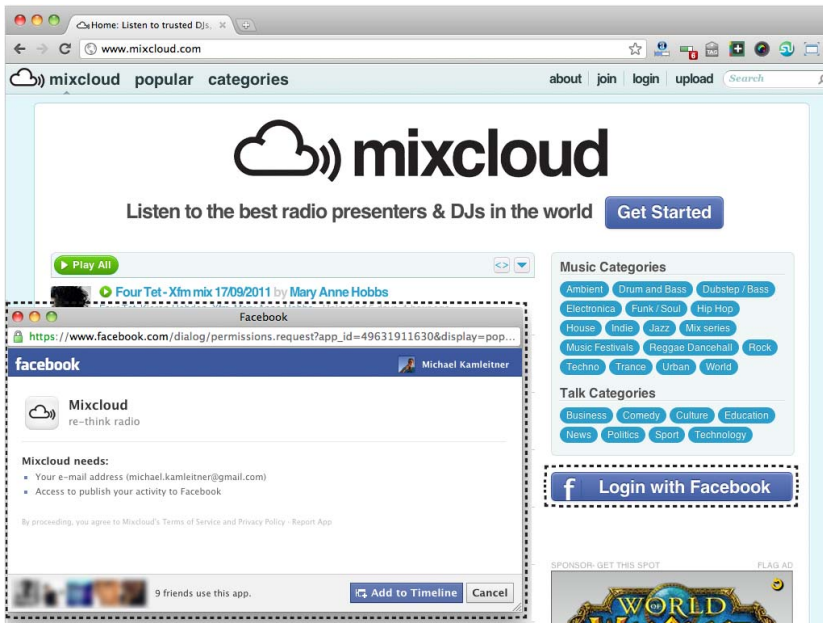 Home: Listen to trusted DJs,
www.mixcloud.com
6
mixcloud popular categories
about join login upload Search
mixcloud
Listen to the best radio presenters & DJs in the world Get Started
Play All
Four Tet - Xfm mix 17/09/2011 by Mary Anne Hobbs
Facebook
https://www.facebook.com/dialog/permissions.request?app_id=49631911630&display=pop...
facebook Michael Kamleitner
Mixcloud
re-think radio
Mixcloud needs:
Your e-mail address (michael.kamleitner@gmail.com)
Access to publish your activity to Facebook
By proceeding, you agree to Mixcloud's Terms of Service and Privacy Policy · Report App
9 friends use this app. Add to Timeline Cancel
Music Categories
Ambient Drum and Bass Dubstep / Bass
Electronica Funk / Soul Hip Hop
House Indie Jazz Mix series
Music Festivals Reggae Dancehall Rock
Techno Trance Urban World
Talk Categories
Business Comedy Culture Education
News Politics Sport Technology
f Login with Facebook
SPONSOR- GET THIS SPOT FLAG AD
WORLD